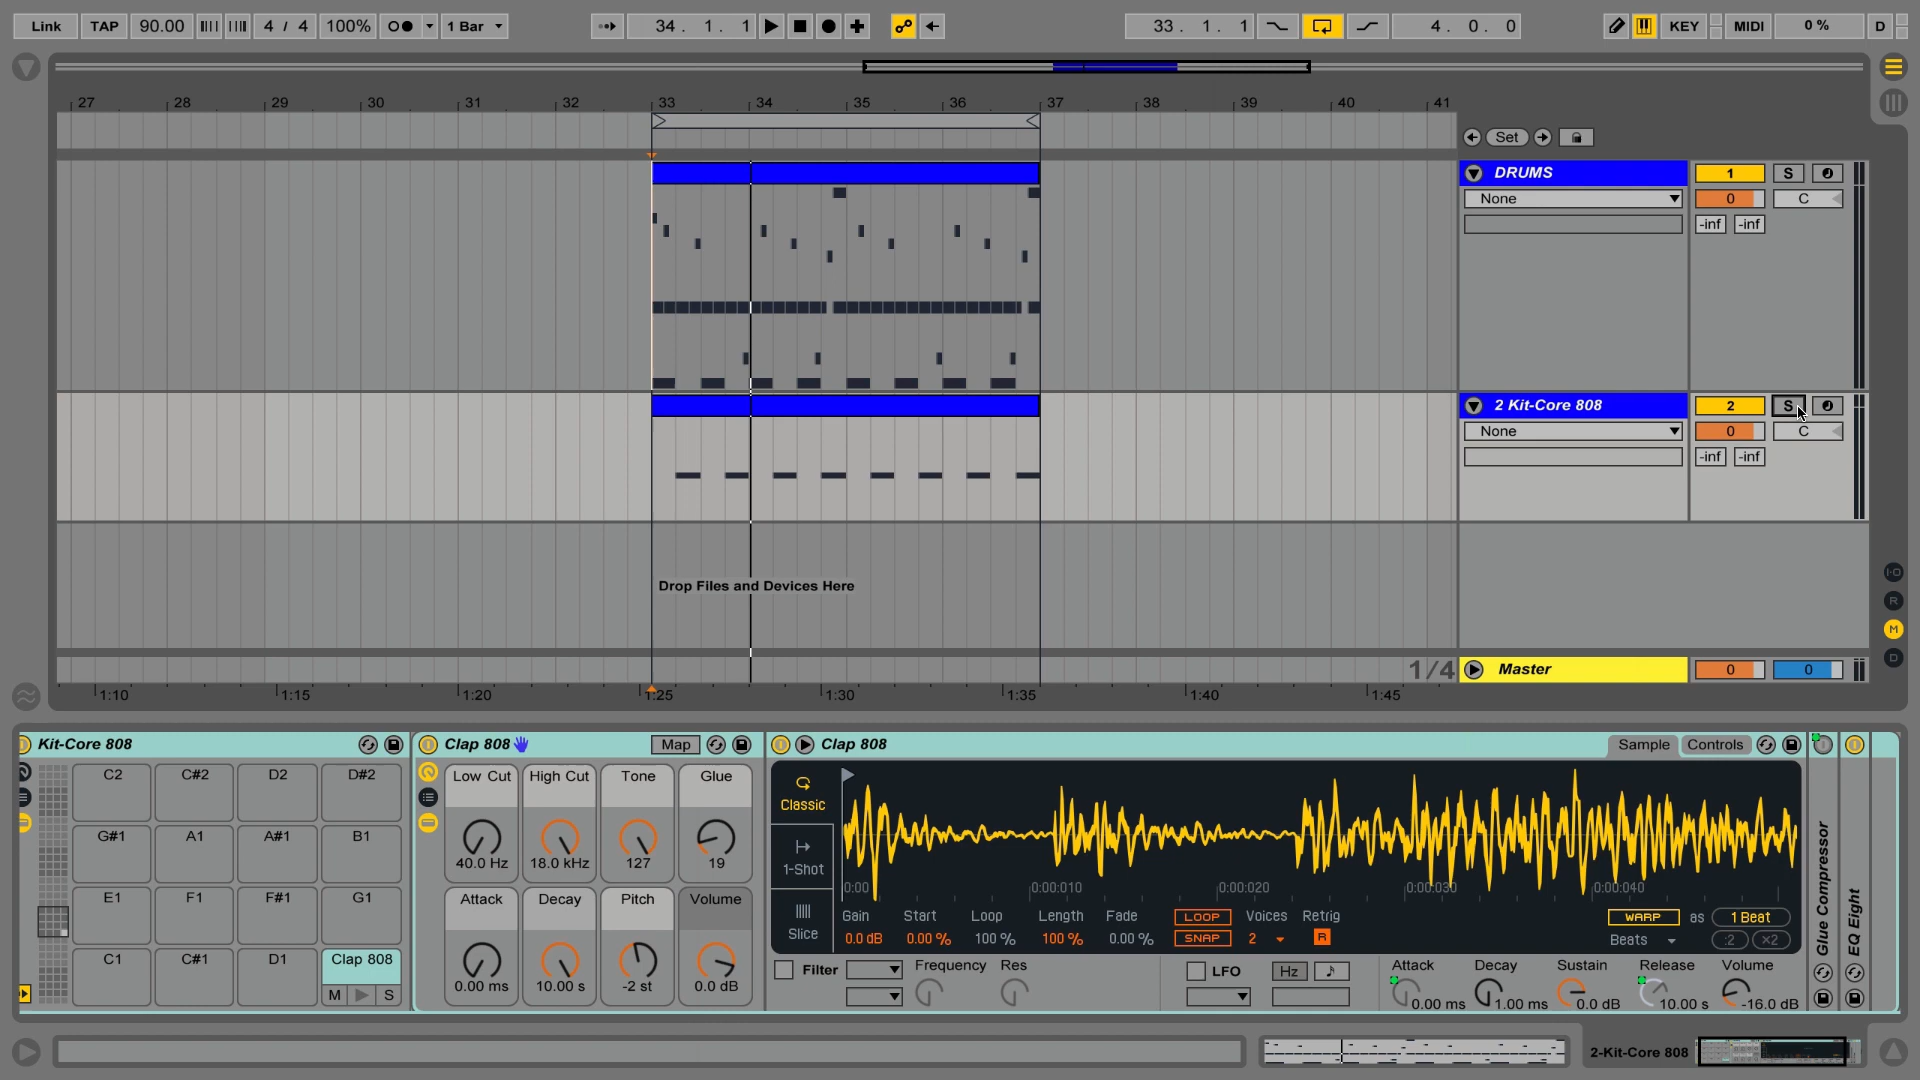 Link TAP 90.00 4 / 4 100% 1 Bar 34. 1. 1 33. 1. 1 4. 0. 0 KEY MIDI 0 % D
27 28 29 30 31 32 33 34 35 36 37 38 39 40 41
Set
DRUMS 1 S
None 0 C
-inf -inf
2 Kit-Core 808 2 S
None 0 C
-inf -inf
Drop Files and Devices Here
I·O
R
M
D
1/4 Master 0 0
1:10 1:15 1:20 1:25 1:30 1:35 1:40 1:45
Kit-Core 808 Clap 808 Map Clap 808 Sample Controls
C2 C#2 D2 D#2
G#1 A1 A#1 B1
E1 F1 F#1 G1
C1 C#1 D1 Clap 808
M S
Low Cut High Cut Tone Glue
40.0 Hz 18.0 kHz 127 19
Attack Decay Pitch Volume
0.00 ms 10.00 s -2 st 0.0 dB
Classic
1-Shot
Slice
0:00 0:00:010 0:00:020 0:00:030 0:00:040
Gain Start Loop Length Fade LOOP Voices Retrig WARP as 1 Beat
0.0 dB 0.00 % 100 % 100 % 0.00 % SNAP 2 R Beats :2 ×2
Filter Frequency Res LFO Hz Attack Decay Sustain Release Volume
0.00 ms 1.00 ms 0.0 dB 10.00 s -16.0 dB
Glue Compressor
EQ Eight
2-Kit-Core 808